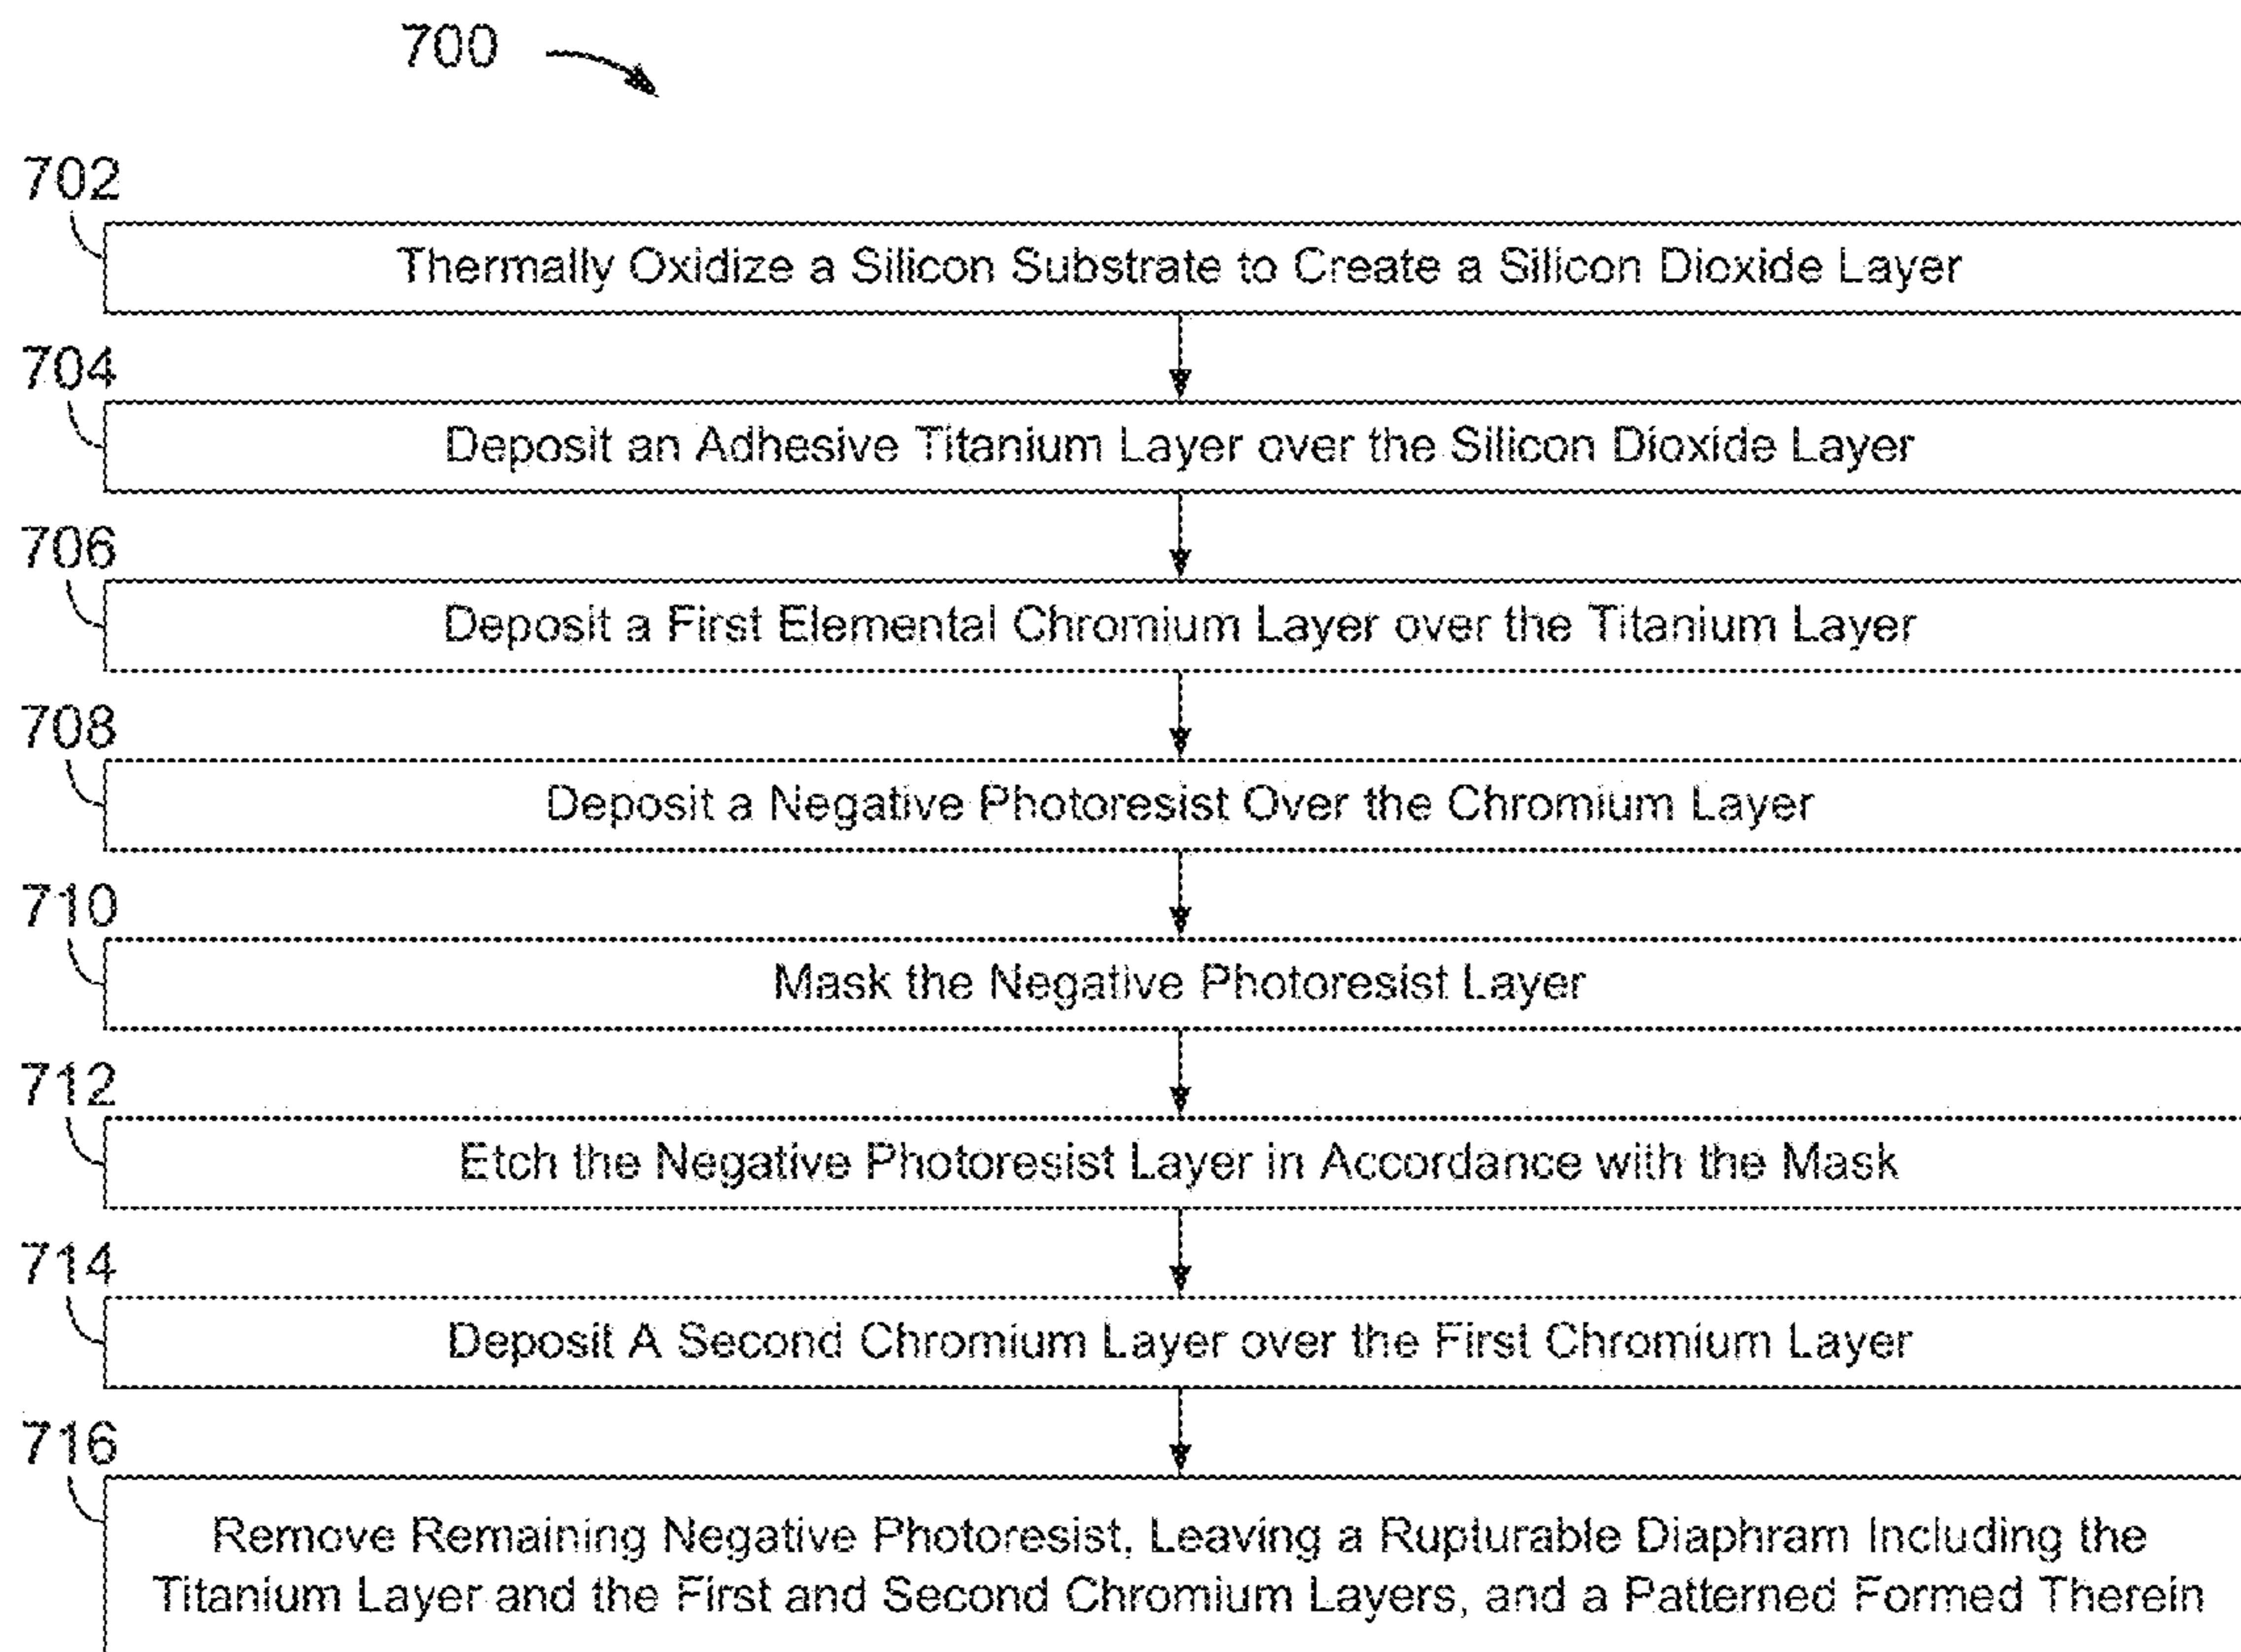 700
702
Thermally Oxidize a Silicon Substrate to Create a Silicon Dioxide Layer
704
Deposit an Adhesive Titanium Layer over the Silicon Dioxide Layer
706
Deposit a First Elemental Chromium Layer over the Titanium Layer
708
Deposit a Negative Photoresist Over the Chromium Layer
710
Mask the Negative Photoresist Layer
712
Etch the Negative Photoresist Layer in Accordance with the Mask
714
Deposit A Second Chromium Layer over the First Chromium Layer
716
Remove Remaining Negative Photoresist, Leaving a Rupturable Diaphram Including the
Titanium Layer and the First and Second Chromium Layers, and a Patterned Formed Therein